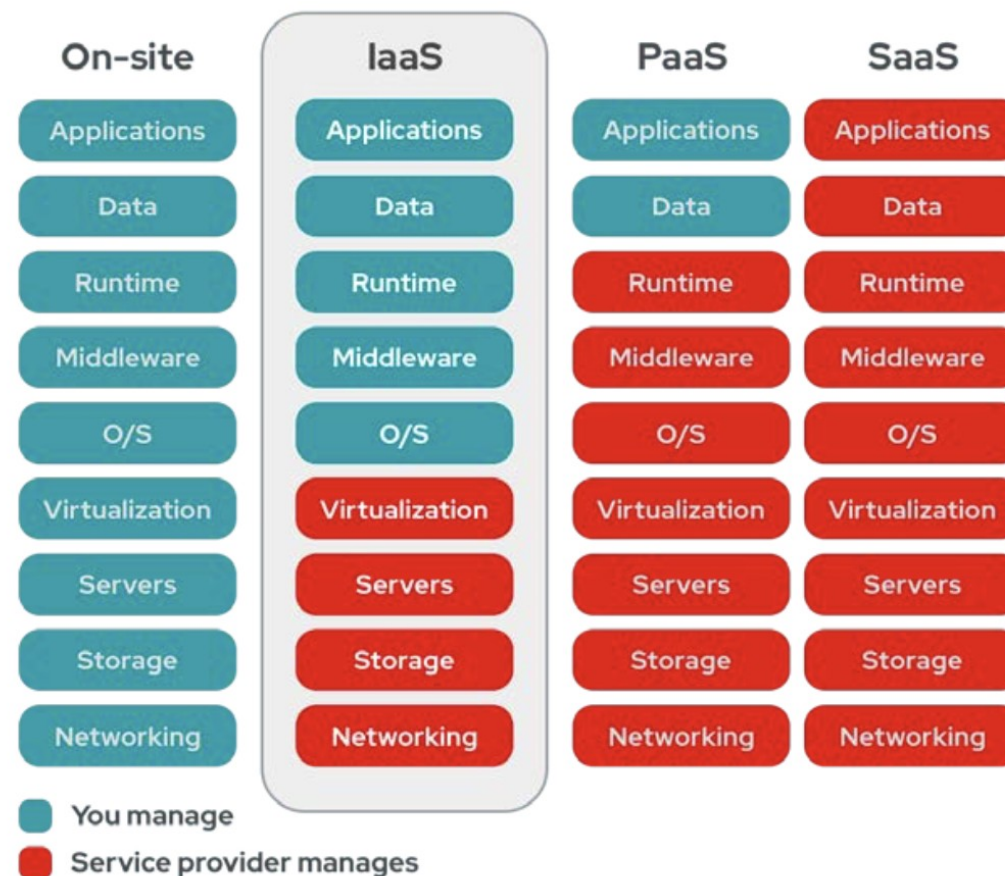 On-site IaaS PaaS SaaS
Applications Applications Applications Applications
Data Data Data Data
Runtime Runtime Runtime Runtime
Middleware Middleware Middleware Middleware
O/S O/S O/S O/S
Virtualization Virtualization Virtualization Virtualization
Servers Servers Servers Servers
Storage Storage Storage Storage
Networking Networking Networking Networking
You manage
Service provider manages